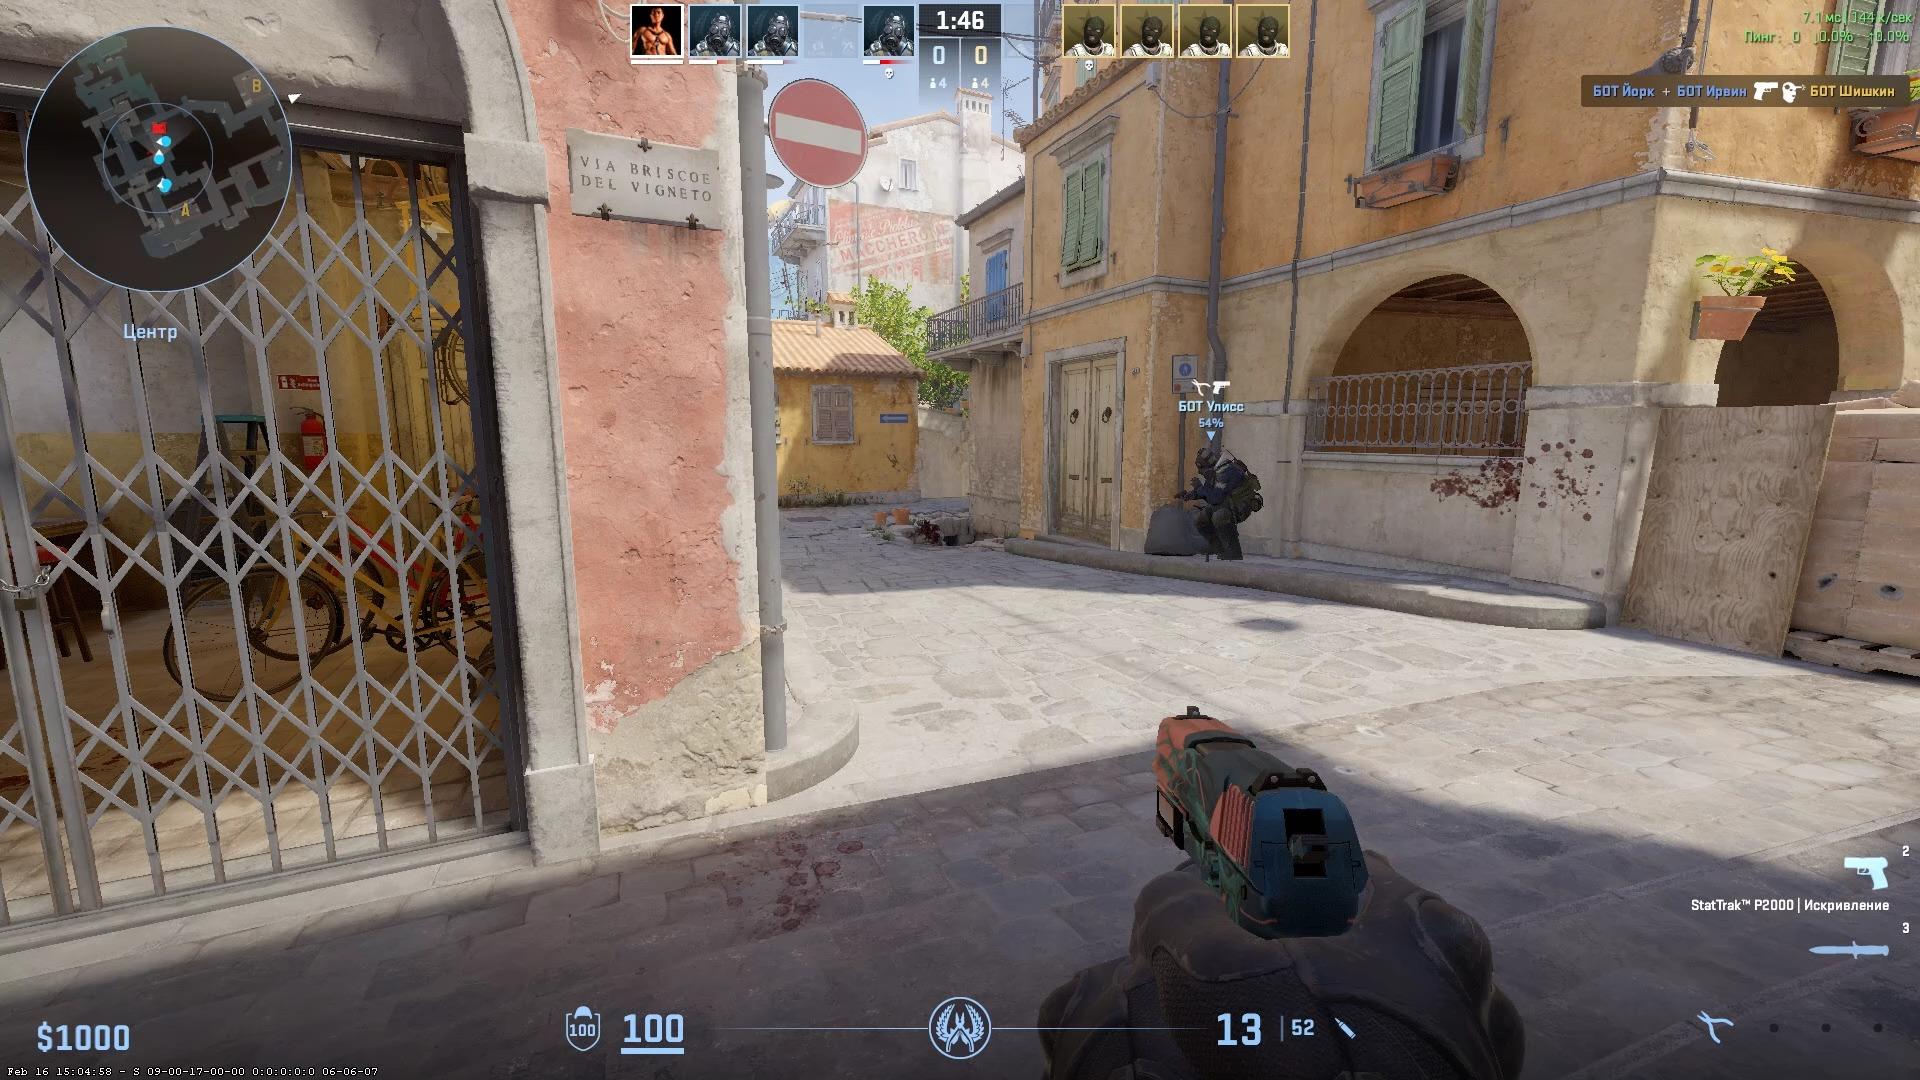 1:46
0 0
4 4
7.1 мс 144 к/сек
Пинг: 0 ↓0.0% ↑0.0%
БОТ Йорк + БОТ Ирвин БОТ Шишкин
B
A
Центр
VIA BRISCOE
DEL VIGNETO
MACCHERONI
БОТ Улисс
54%
2
StatTrak™ P2000 | Искривление
3
$1000
100 100
13 | 52
Feb 16 15:04:58 - S 09-00-17-00-00 0:0:0:0:0 06-06-07